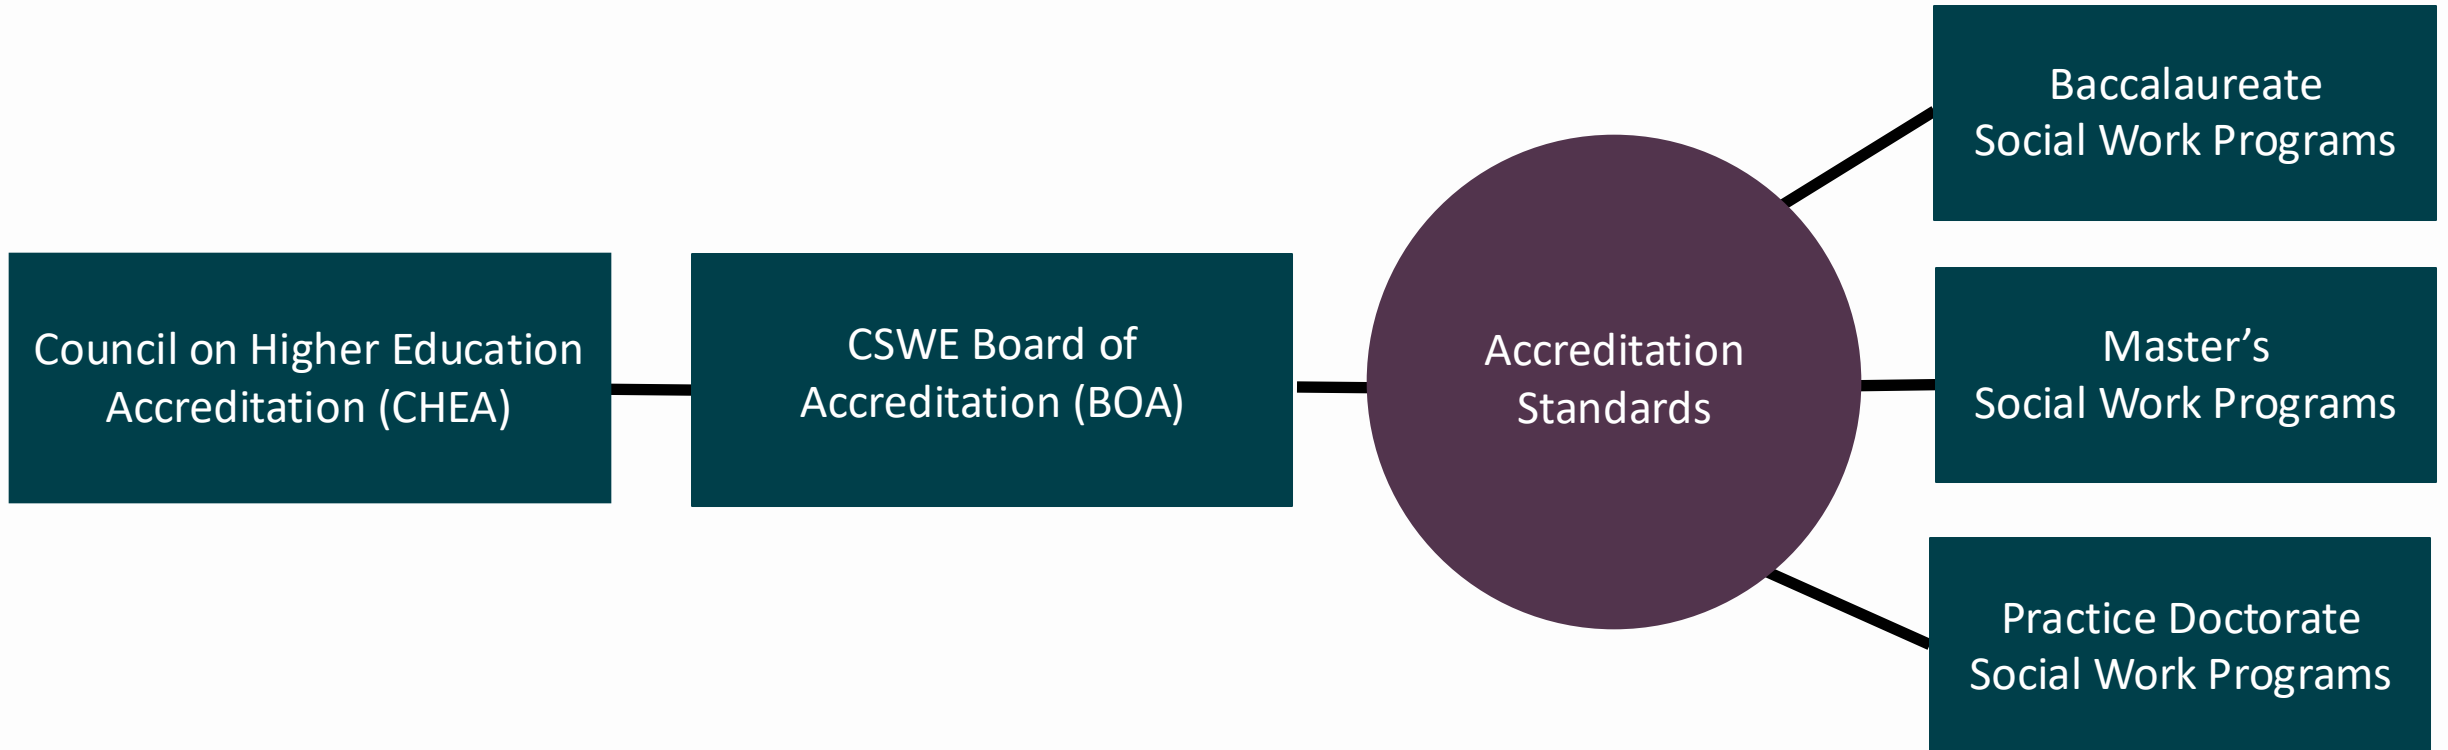 Council on Higher Education
Accreditation (CHEA)
CSWE Board of
Accreditation (BOA)
Accreditation
Standards
Baccalaureate
Social Work Programs
Master’s
Social Work Programs
Practice Doctorate
Social Work Programs